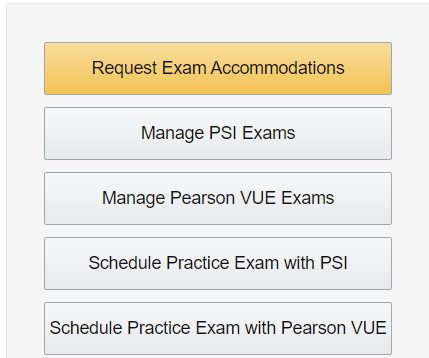 Request Exam Accommodations
Manage PSI Exams
Manage Pearson VUE Exams
Schedule Practice Exam with PSI
Schedule Practice Exam with Pearson VUE